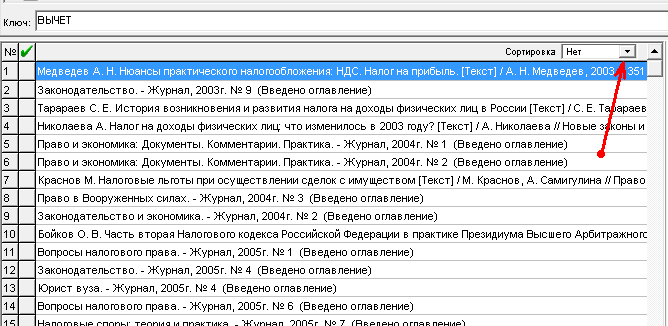 Ключ: ВЫЧЕТ
№ Сортировка Нет
1 Медведев А. Н. Нюансы практического налогообложения: НДС. Налог на прибыль. [Текст] / А. Н. Медведев, 2003. 351
2 Законодательство. - Журнал, 2003г. № 9 (Введено оглавление)
3 Тарараев С. Е. История возникновения и развития налога на доходы физических лиц в России [Текст] / С. Е. Тарараев
4 Николаева А. Налог на доходы физических лиц: что изменилось в 2003 году? [Текст] / А. Николаева // Новые законы и
5 Право и экономика: Документы. Комментарии. Практика. - Журнал, 2004г. № 1 (Введено оглавление)
6 Право и экономика: Документы. Комментарии. Практика. - Журнал, 2004г. № 2 (Введено оглавление)
7 Краснов М. Налоговые льготы при осуществлении сделок с имуществом [Текст] / М. Краснов, А. Самигулина // Право
8 Право в Вооруженных силах. - Журнал, 2004г. № 3 (Введено оглавление)
9 Законодательство и экономика. - Журнал, 2004г. № 2 (Введено оглавление)
10 Бойков О. В. Часть вторая Налогового кодекса Российской Федерации в практике Президиума Высшего Арбитражного
11 Вопросы налогового права. - Журнал, 2005г. № 1 (Введено оглавление)
12 Законодательство. - Журнал, 2005г. № 4 (Введено оглавление)
13 Юрист вуза. - Журнал, 2005г. № 4 (Введено оглавление)
14 Вопросы налогового права. - Журнал, 2005г. № 6 (Введено оглавление)
15 Налоговые споры: теория и практика. - Журнал, 2005г. № 7 (Введено оглавление)